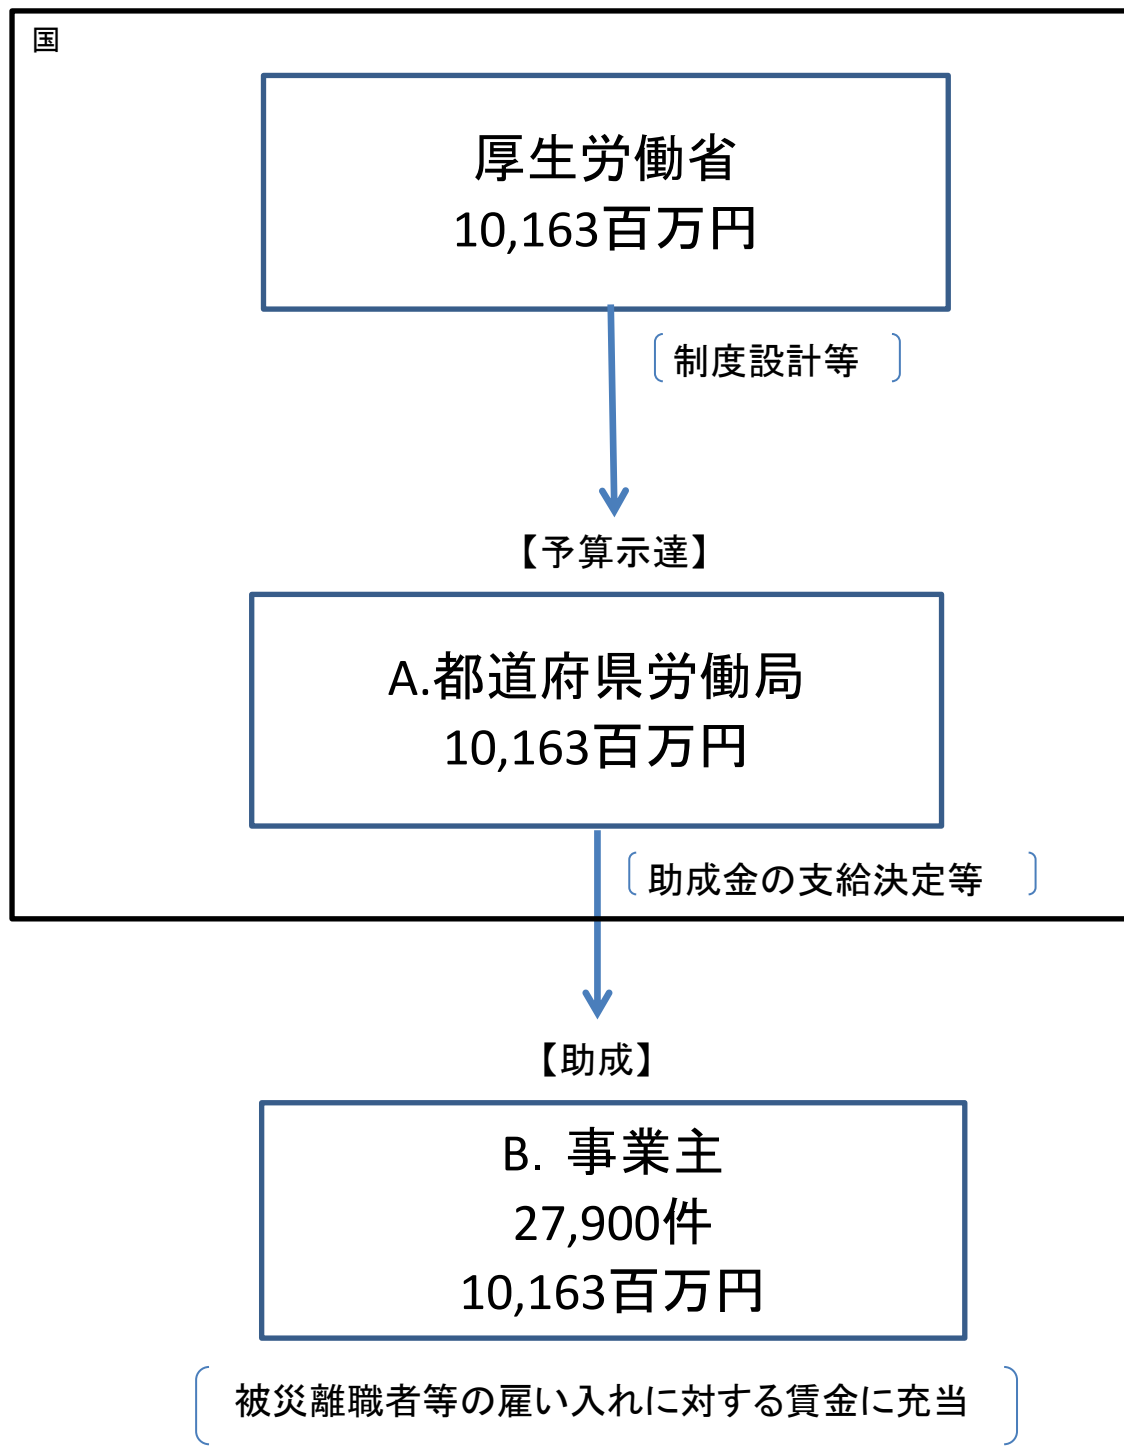 国
厚生労働省
10,163百万円
制度設計等
【予算示達】
A.都道府県労働局
10,163百万円
助成金の支給決定等
【助成】
B. 事業主
27,900件
10,163百万円
被災離職者等の雇い入れに対する賃金に充当